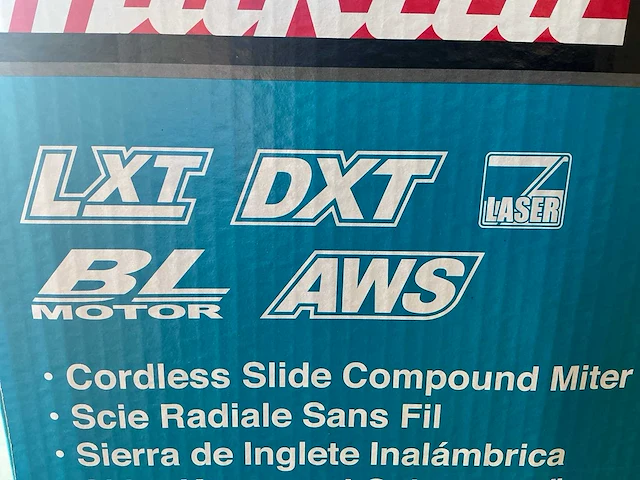 LXT DXT LASER
BL MOTOR AWS
· Cordless Slide Compound Miter
· Scie Radiale Sans Fil
· Sierra de Inglete Inalámbrica